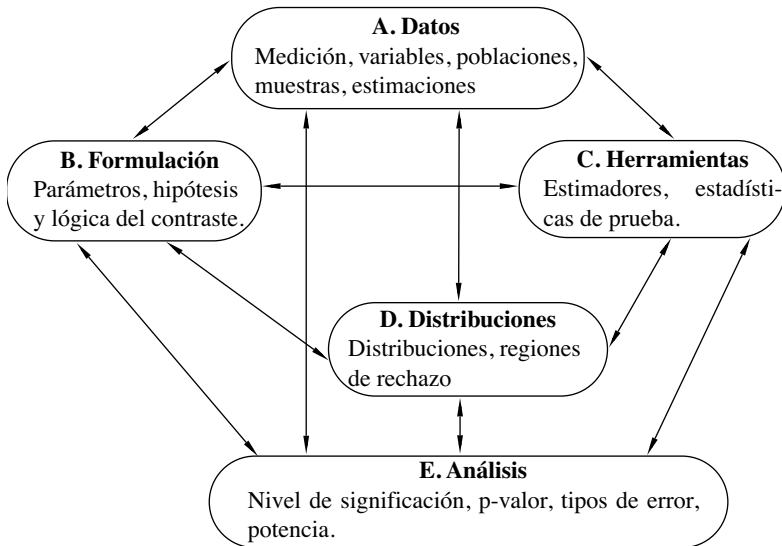 A. Datos
Medición, variables, poblaciones,
muestras, estimaciones
B. Formulación
Parámetros, hipótesis
y lógica del contraste.
C. Herramientas
Estimadores, estadísti-
cas de prueba.
D. Distribuciones
Distribuciones, regiones
de rechazo
E. Análisis
Nivel de significación, p-valor, tipos de error,
potencia.